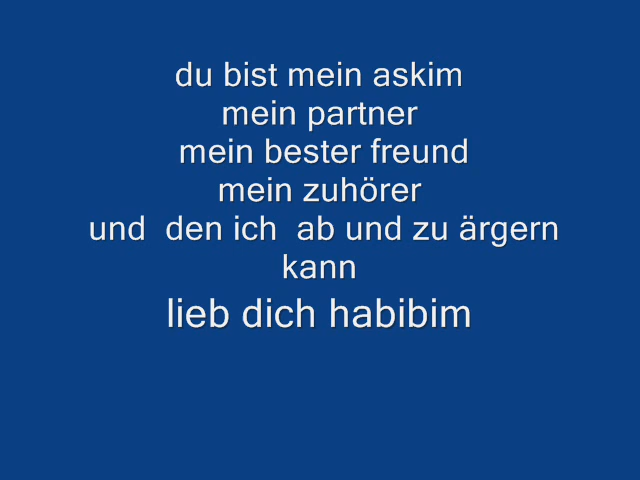 du bist mein askim
mein partner
mein bester freund
mein zuhörer
und  den ich  ab und zu ärgern
kann
lieb dich habibim